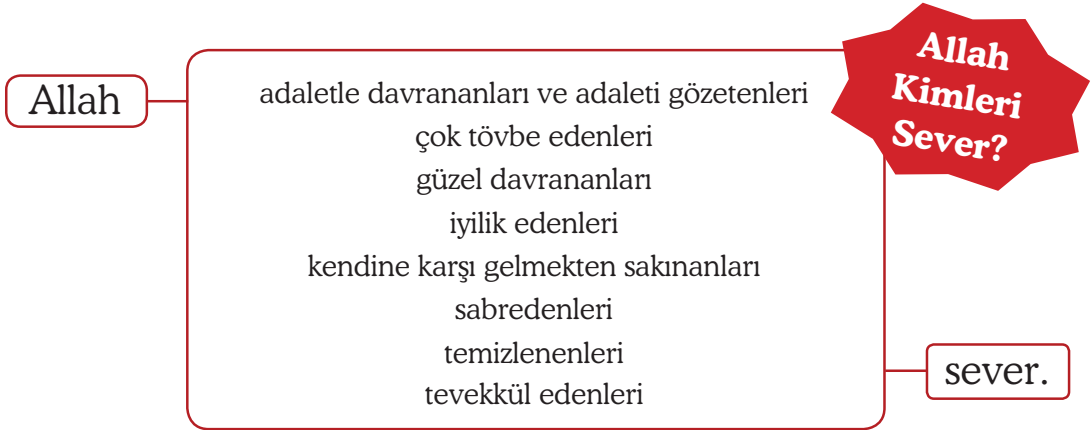 Allah
Kimleri
Sever?
Allah
adaletle davrananları ve adaleti gözetenleri
çok tövbe edenleri
güzel davrananları
iyilik edenleri
kendine karşı gelmekten sakınanları
sabredenleri
temizlenenleri
tevekkül edenleri
sever.